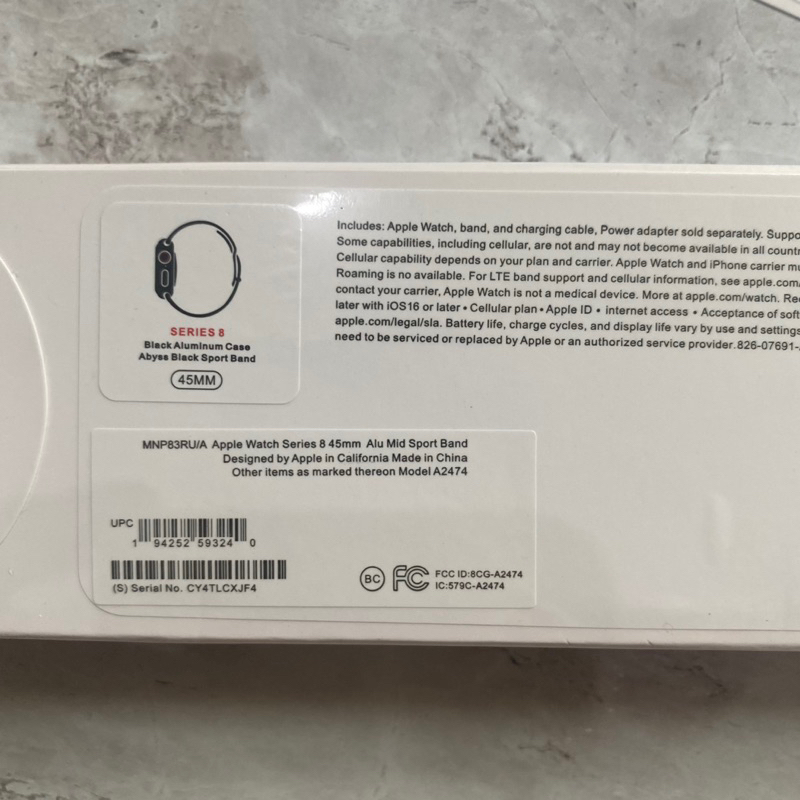 SERIES 8
Black Aluminum Case
Abyss Black Sport Band
45MM
Includes: Apple Watch, band, and charging cable, Power adapter sold separately.
Some capabilities, including cellular, are not and may not become available in all
Cellular capability depends on your plan and carrier. Apple Watch and iPhone carrier
Roaming is no available. For LTE band support and cellular information, see apple.com/
contact your carrier, Apple Watch is not a medical device. More at apple.com/watch.
later with iOS16 or later • Cellular plan • Apple ID • internet access • Acceptance of
apple.com/legal/sla. Battery life, charge cycles, and display life vary by use and settings
need to be serviced or replaced by Apple or an authorized service provider.826-07691-
MNP83RU/A Apple Watch Series 8 45mm Alu Mid Sport Band
Designed by Apple in California Made in China
Other items as marked thereon Model A2474
UPC
1 94252 59324 0
(S) Serial No. CY4TLCXJF4
BC FC FCC ID:8CG-A2474
IC:579C-A2474